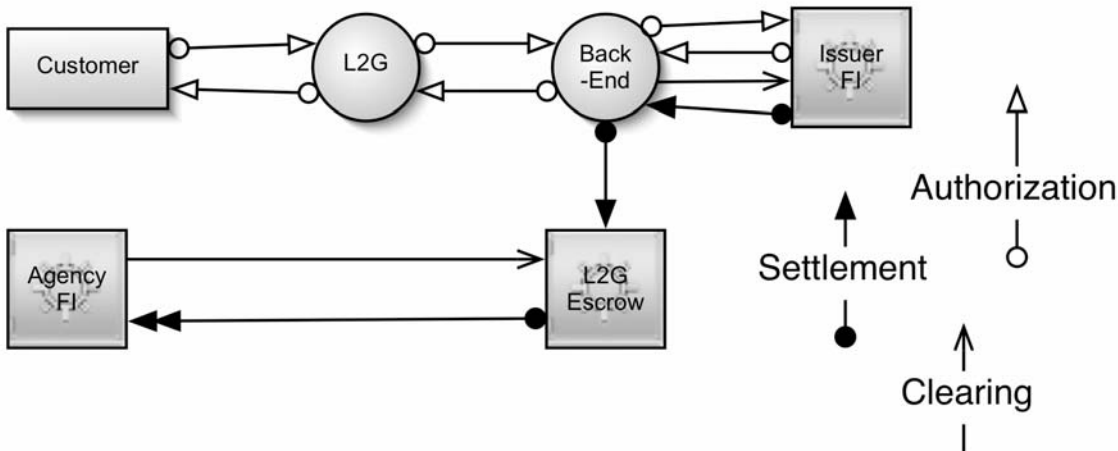 Customer
L2G
Back
-End
Issuer
FI
Authorization
Agency
FI
L2G
Escrow
Settlement
Clearing